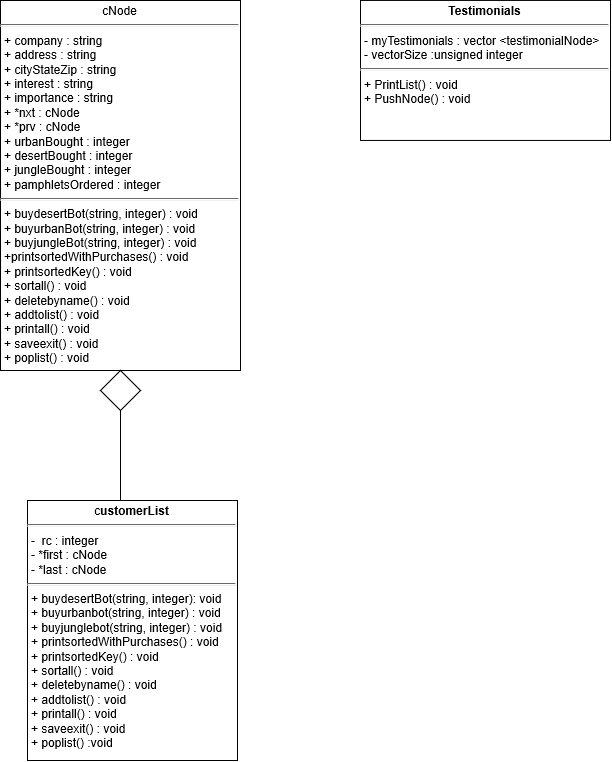 cNode
+ company : string
+ address : string
+ cityStateZip : string
+ interest : string
+ importance : string
+ *nxt : cNode
+ *prv : cNode
+ urbanBought : integer
+ desertBought : integer
+ jungleBought : integer
+ pamphletsOrdered : integer
+ buydesertBot(string, integer) : void
+ buyurbanBot(string, integer) : void
+ buyjungleBot(string, integer) : void
+printsortedWithPurchases() : void
+ printsortedKey() : void
+ sortall() : void
+ deletebyname() : void
+ addtolist() : void
+ printall() : void
+ saveexit() : void
+ poplist() : void
Testimonials
- myTestimonials : vector <testimonialNode>
- vectorSize :unsigned integer
+ PrintList() : void
+ PushNode() : void
customerList
- rc : integer
- *first : cNode
- *last : cNode
+ buydesertBot(string, integer): void
+ buyurbanbot(string, integer) : void
+ buyjunglebot(string, integer) : void
+ printsortedWithPurchases() : void
+ printsortedKey() : void
+ sortall() : void
+ deletebyname() : void
+ addtolist() : void
+ printall() : void
+ saveexit() : void
+ poplist() :void